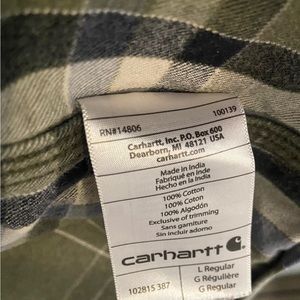 RN#14806 100139
Carhartt, Inc. P.O. Box 600
Dearborn, MI 48121 USA
carhartt.com
Made in India
Fabriqué en Inde
Hecho en la India
100% Cotton
100% Coton
100% Algodón
Exclusive of trimming
Sans garniture
Sin incluir adorno
carhartt
102815 387
L Regular
G Régulière
G Regular